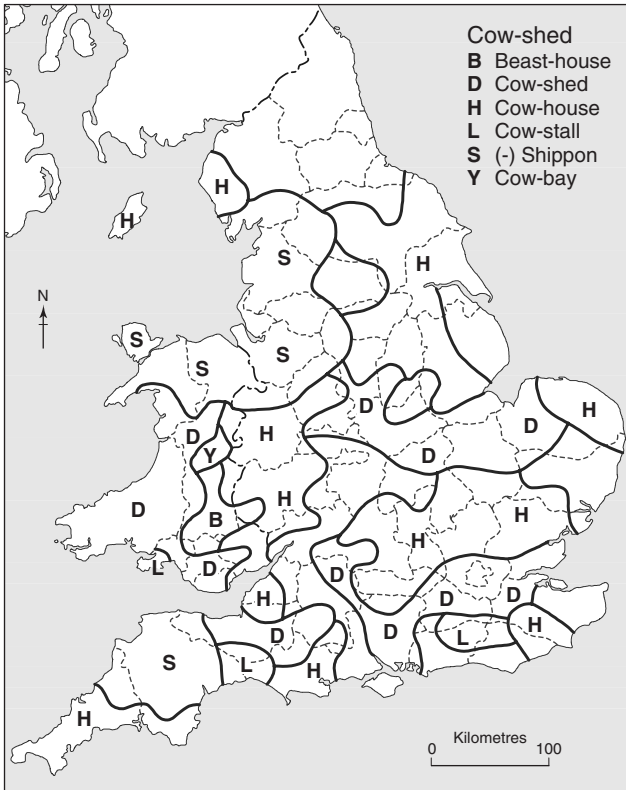 Cow-shed
B Beast-house
D Cow-shed
H Cow-house
L Cow-stall
S (-) Shippon
Y Cow-bay
H
H
S
H
N
S
S
S
D
H
D
H
D
Y
D
D
B
H
H
H
L
D
D
H
D
D
H
D
D
L
H
S
L
H
H
Kilometres
0 100